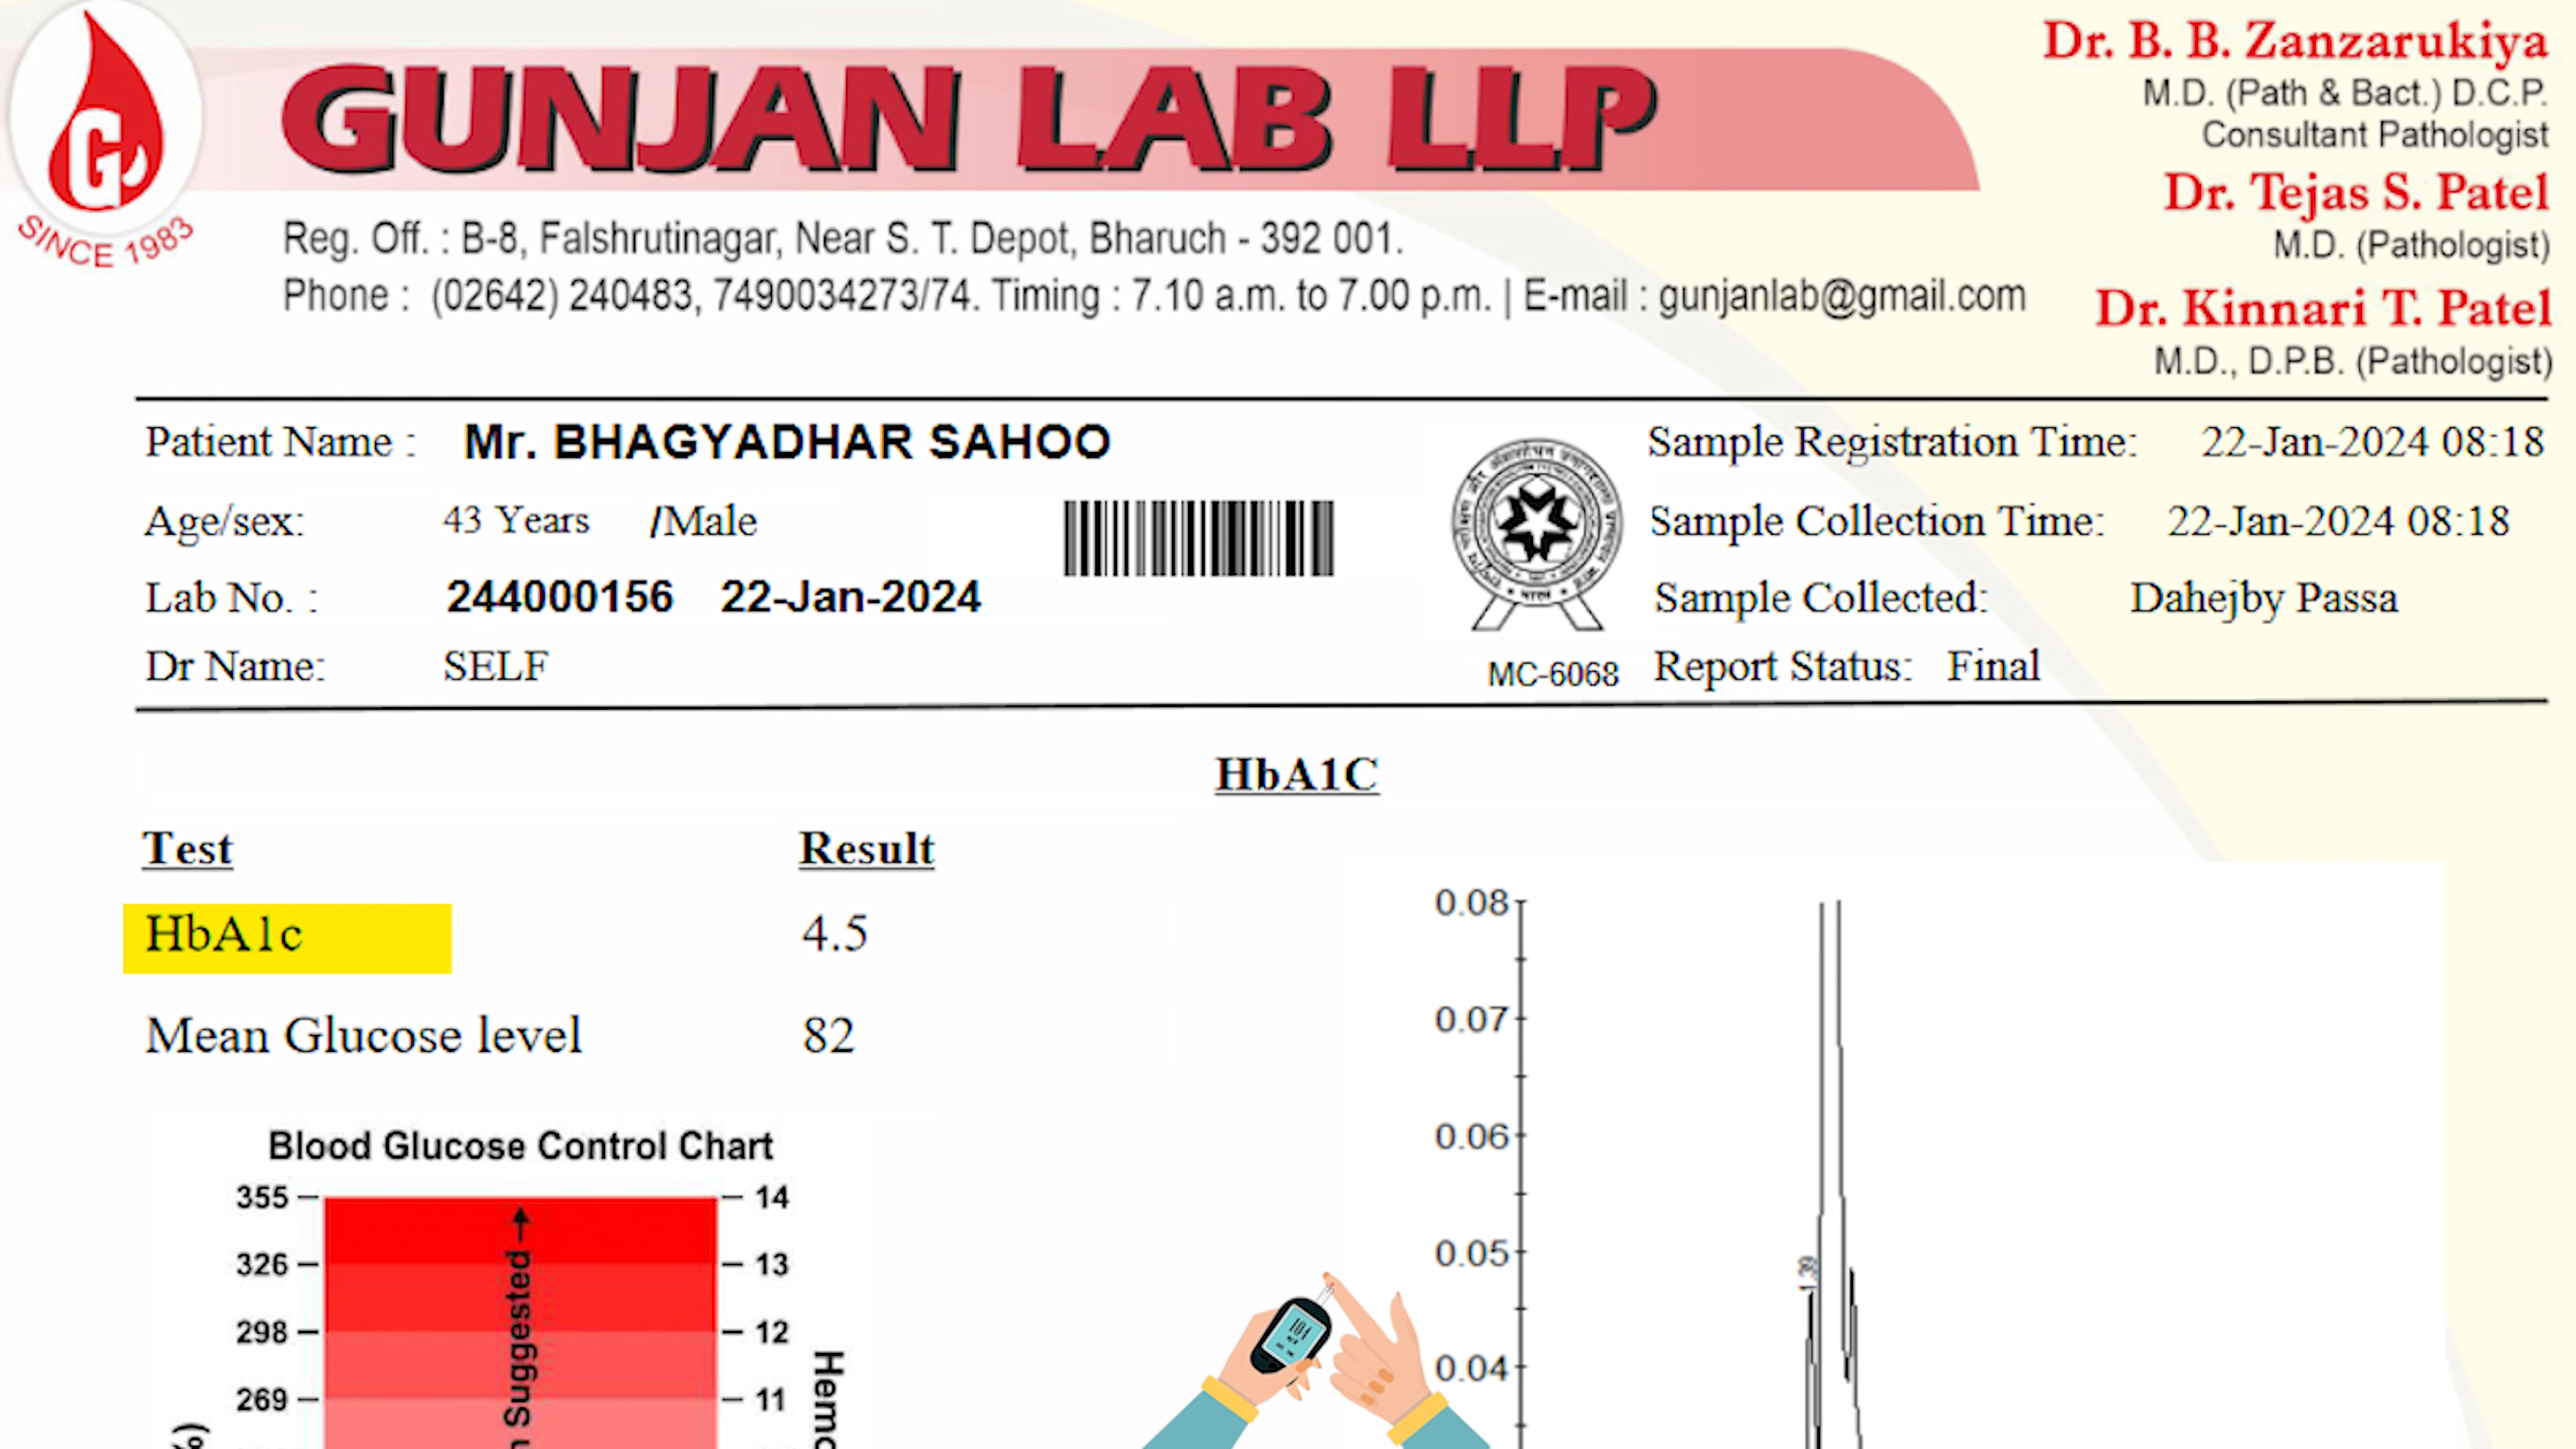 G
SINCE 1983
GUNJAN LAB LLP
Reg. Off. : B-8, Falshrutinagar, Near S. T. Depot, Bharuch - 392 001.
Phone : (02642) 240483, 7490034273/74. Timing : 7.10 a.m. to 7.00 p.m. | E-mail : gunjanlab@gmail.com
Dr. B. B. Zanzarukiya
M.D. (Path & Bact.) D.C.P.
Consultant Pathologist
Dr. Tejas S. Patel
M.D. (Pathologist)
Dr. Kinnari T. Patel
M.D., D.P.B. (Pathologist)
Patient Name : Mr. BHAGYADHAR SAHOO
Age/sex: 43 Years /Male
Lab No. : 244000156 22-Jan-2024
Dr Name: SELF
MC-6068
Sample Registration Time: 22-Jan-2024 08:18
Sample Collection Time: 22-Jan-2024 08:18
Sample Collected: Dahejby Passa
Report Status: Final
HbA1C
Test Result
HbA1c 4.5
Mean Glucose level 82
Blood Glucose Control Chart
355 14
326 13
298 12
269 11
Suggested
Hemo
0.08
0.07
0.06
0.05
0.04
1.39